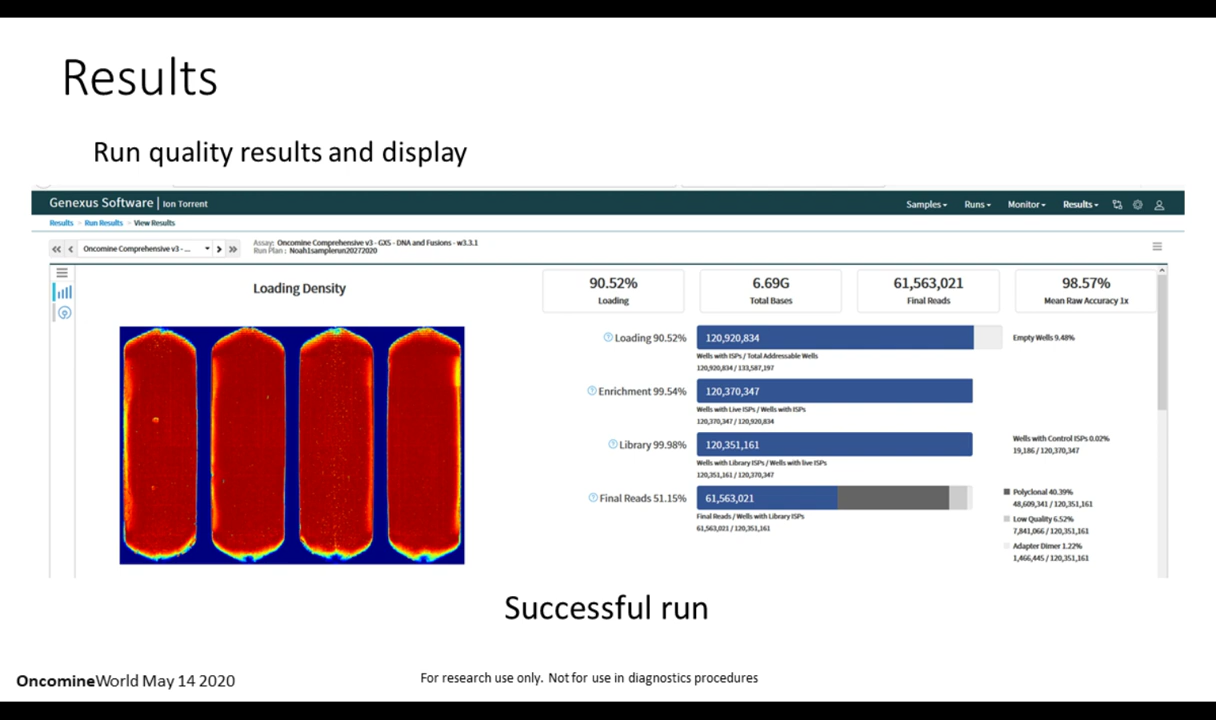 Results
Run quality results and display
Genexus Software | Ion Torrent
Samples Runs Monitor Results
Results Run Results View Results
Oncomine Comprehensive v3 - ...
Assay: Oncomine Comprehensive v3 - GX5 - DNA and Fusions - w3.3.1
Run Plan : Noah1samplerun20272020
Loading Density
90.52%
Loading
6.69G
Total Bases
61,563,021
Final Reads
98.57%
Mean Raw Accuracy 1x
Loading 90.52%
120,920,834
Empty Wells 9.48%
Wells with ISPs / Total Addressable Wells
120,920,834 / 133,587,197
Enrichment 99.54%
120,370,347
Wells with Live ISPs / Wells with ISPs
120,370,347 / 120,920,834
Library 99.98%
120,351,161
Wells with Control ISPs 0.02%
19,186 / 120,370,347
Wells with Library ISPs / Wells with live ISPs
120,351,161 / 120,370,347
Final Reads 51.15%
61,563,021
Final Reads / Wells with Library ISPs
61,563,021 / 120,351,161
Polyclonal 40.39%
48,609,341 / 120,351,161
Low Quality 6.52%
7,841,066 / 120,351,161
Adapter Dimer 1.22%
1,466,445 / 120,351,161
Successful run
OncomineWorld May 14 2020
For research use only. Not for use in diagnostics procedures